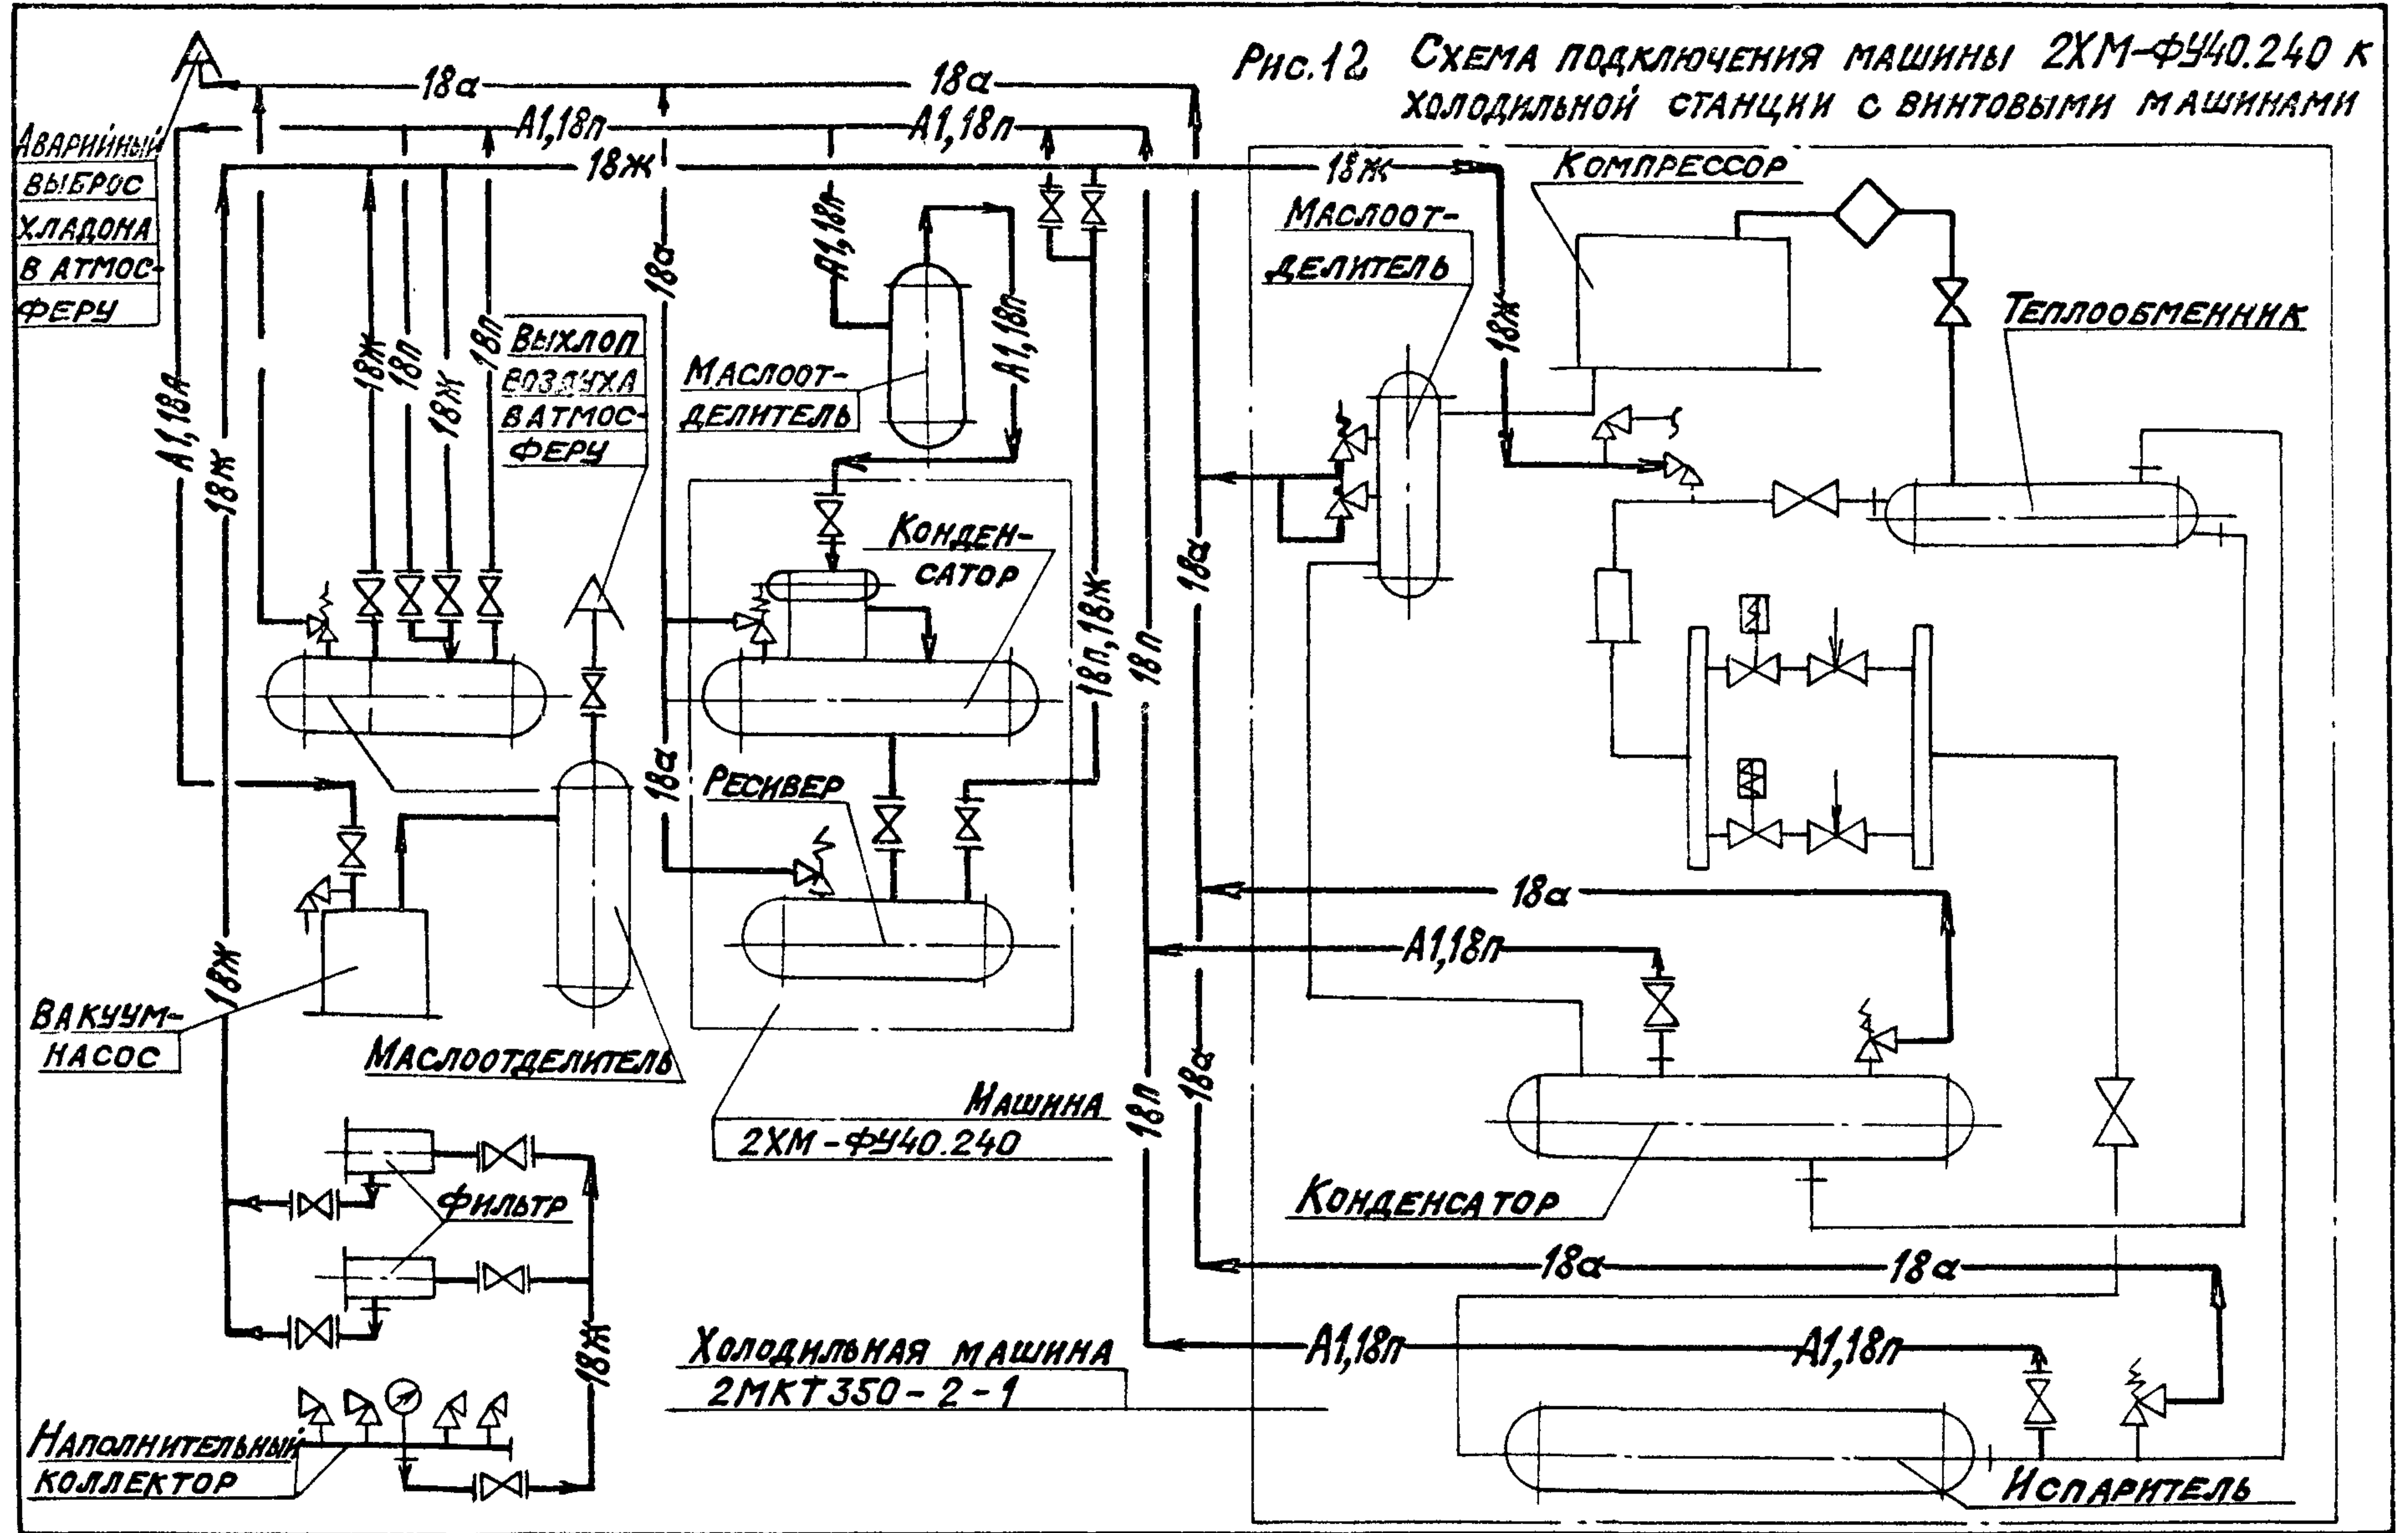 Рис.12 Схема подключения машины 2ХМ-ФУ40.240 к
холодильной станции с винтовыми машинами
18а
18а
А1,18п
А1,18п
18ж
18ж
Аварийный
выброс
хладона
в атмос-
феру
Компрессор
Маслоот-
делитель
Теплообменник
А1,18п
18ж
18ж
18п
18ж
18п
Выхлоп
воздуха
в атмос-
феру
18а
А1,18п
А1,18п
Маслоот-
делитель
18ж
Конден-
сатор
18п,18ж
18п
18а
18а
Ресивер
18ж
18а
А1,18п
Вакуум-
насос
Маслоотделитель
Машина
2ХМ-ФУ40.240
18п
18а
Фильтр
Конденсатор
18а
18а
18ж
Холодильная машина
2МКТ350-2-1
А1,18п
А1,18п
Наполнительный
коллектор
Испаритель